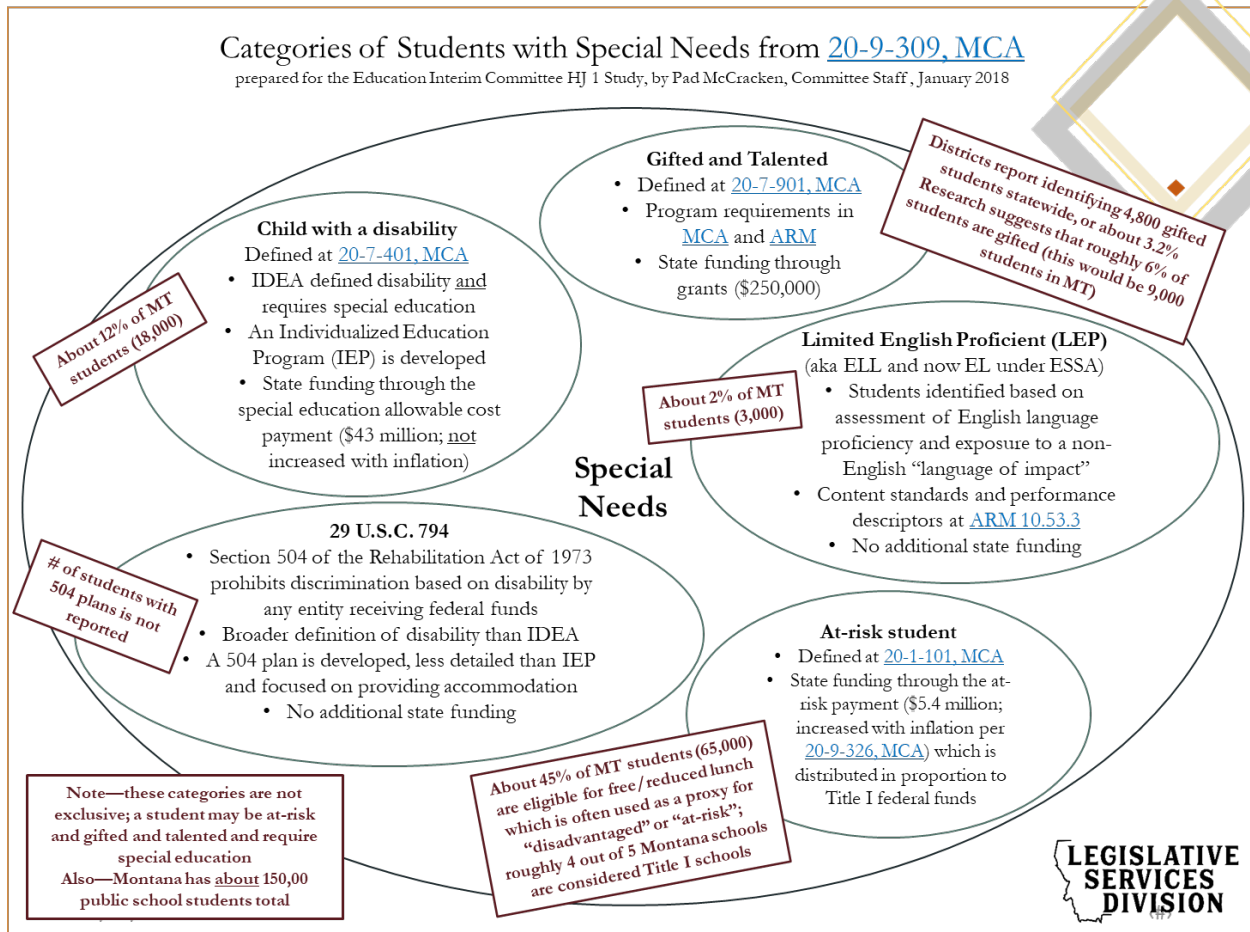 Categories of Students with Special Needs from 20-9-309, MCA
prepared for the Education Interim Committee HJ 1 Study, by Pad McCracken, Committee Staff , January 2018
Gifted and Talented
• Defined at 20-7-901, MCA
• Program requirements in
MCA and ARM
• State funding through
grants ($250,000)
Districts report identifying 4,800 gifted
students statewide, or about 3.2%
Research suggests that roughly 6% of
students are gifted (this would be 9,000
students in MT)
Child with a disability
Defined at 20-7-401, MCA
• IDEA defined disability and
requires special education
• An Individualized Education
Program (IEP) is developed
• State funding through the
special education allowable cost
payment ($43 million; not
increased with inflation)
About 12% of MT
students (18,000)
Limited English Proficient (LEP)
(aka ELL and now EL under ESSA)
• Students identified based on
assessment of English language
proficiency and exposure to a non-
English “language of impact”
• Content standards and performance
descriptors at ARM 10.53.3
• No additional state funding
About 2% of MT
students (3,000)
Special
Needs
29 U.S.C. 794
• Section 504 of the Rehabilitation Act of 1973
prohibits discrimination based on disability by
any entity receiving federal funds
• Broader definition of disability than IDEA
• A 504 plan is developed, less detailed than IEP
and focused on providing accommodation
• No additional state funding
# of students with
504 plans is not
reported
At-risk student
• Defined at 20-1-101, MCA
• State funding through the at-
risk payment ($5.4 million;
increased with inflation per
20-9-326, MCA) which is
distributed in proportion to
Title I federal funds
About 45% of MT students (65,000)
are eligible for free/reduced lunch
which is often used as a proxy for
“disadvantaged” or “at-risk”;
roughly 4 out of 5 Montana schools
are considered Title I schools
Note—these categories are not
exclusive; a student may be at-risk
and gifted and talented and require
special education
Also—Montana has about 150,00
public school students total
LEGISLATIVE
SERVICES
DIVISION